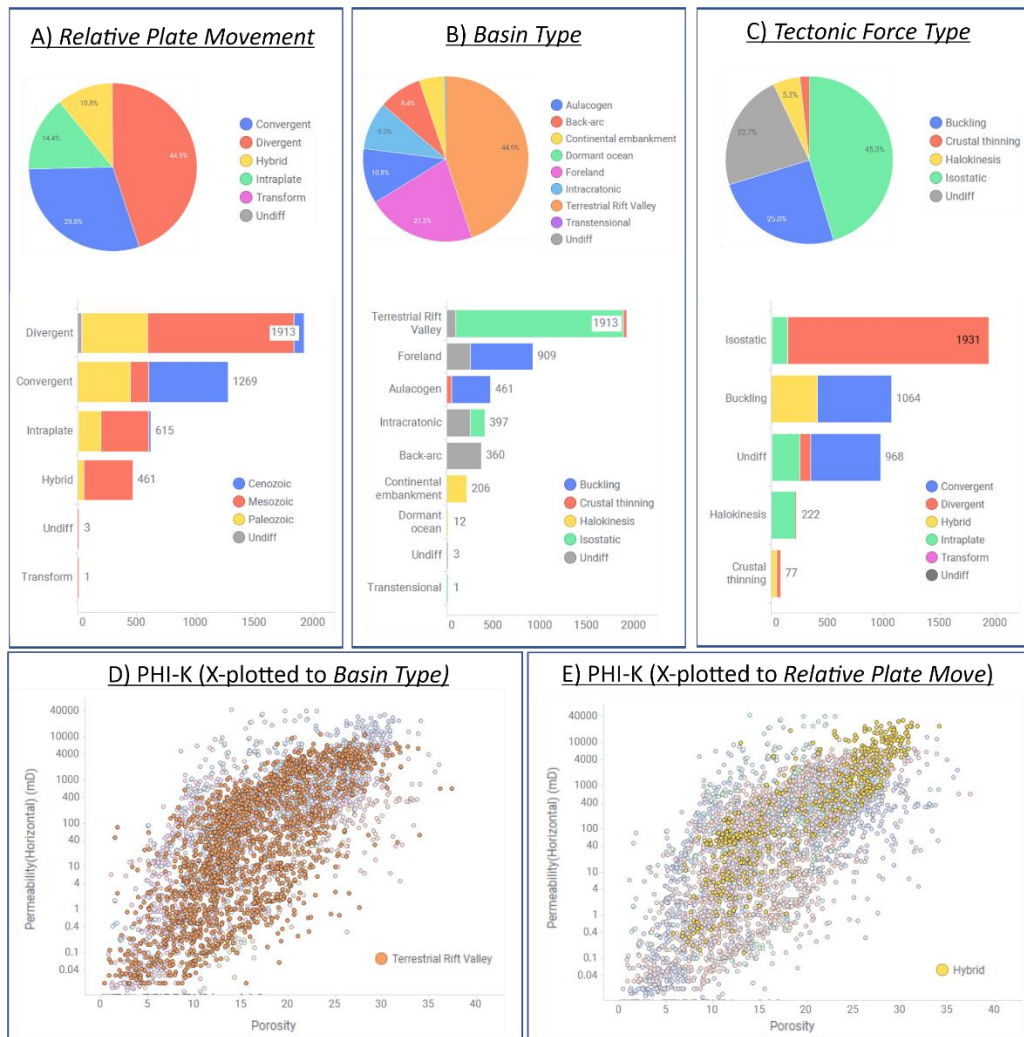 A) Relative Plate Movement
10.8%
14.4%
44.9%
29.8%
Convergent
Divergent
Hybrid
Intraplate
Transform
Undiff
Divergent
1913
Convergent
1269
Intraplate
615
Hybrid
461
Undiff
3
Transform
1
Cenozoic
Mesozoic
Paleozoic
Undiff
0 500 1000 1500 2000
B) Basin Type
8.4%
9.3%
44.9%
10.8%
21.3%
Aulacogen
Back-arc
Continental embankment
Dormant ocean
Foreland
Intracratonic
Terrestrial Rift Valley
Transtensional
Undiff
Terrestrial Rift
Valley
1913
Foreland
909
Aulacogen
461
Intracratonic
397
Back-arc
360
Continental
embankment
206
Dormant
ocean
12
Undiff
3
Transtensional
1
Buckling
Crustal thinning
Halokinesis
Isostatic
Undiff
0 500 1000 1500 2000
C) Tectonic Force Type
5.2%
22.7%
45.3%
25.0%
Buckling
Crustal thinning
Halokinesis
Isostatic
Undiff
Isostatic
1931
Buckling
1064
Undiff
968
Halokinesis
222
Crustal
thinning
77
Convergent
Divergent
Hybrid
Intraplate
Transform
Undiff
0 500 1000 1500 2000
D) PHI-K (X-plotted to Basin Type)
Permeability(Horizontal) (mD)
40000
10000
4000
1000
400
100
40
10
4
1
0.4
0.1
0.04
Terrestrial Rift Valley
0 5 10 15 20 25 30 35 40
Porosity
E) PHI-K (X-plotted to Relative Plate Move)
Permeability(Horizontal) (mD)
40000
10000
4000
1000
400
100
40
10
4
1
0.4
0.1
0.04
Hybrid
0 5 10 15 20 25 30 35 40
Porosity